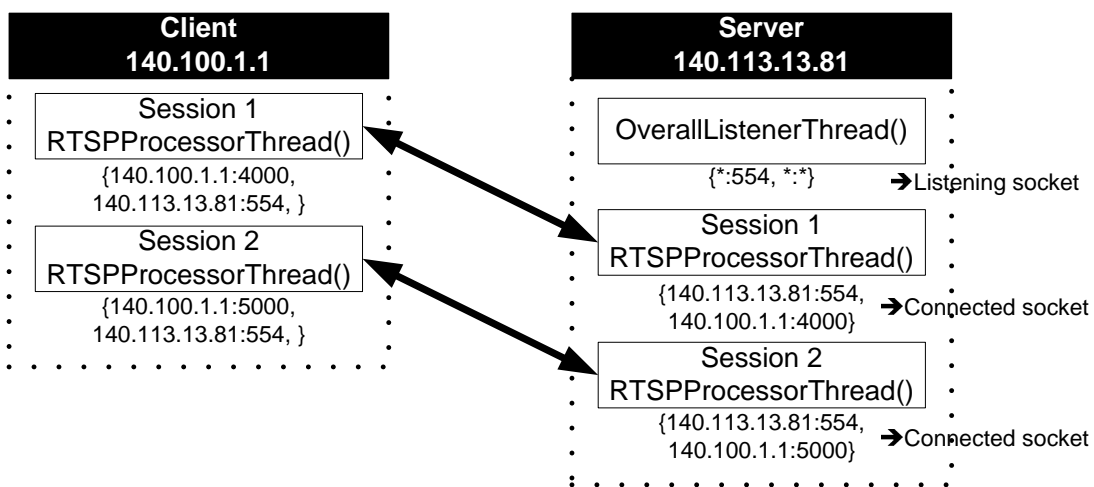 Client
140.100.1.1
Session 1
RTSPProcessorThread()
{140.100.1.1:4000,
140.113.13.81:554, }
Session 2
RTSPProcessorThread()
{140.100.1.1:5000,
140.113.13.81:554, }
Server
140.113.13.81
OverallListenerThread()
{*:554, *:*}
➔Listening socket
Session 1
RTSPProcessorThread()
{140.113.13.81:554,
140.100.1.1:4000}
➔Connected socket
Session 2
RTSPProcessorThread()
{140.113.13.81:554,
140.100.1.1:5000}
➔Connected socket